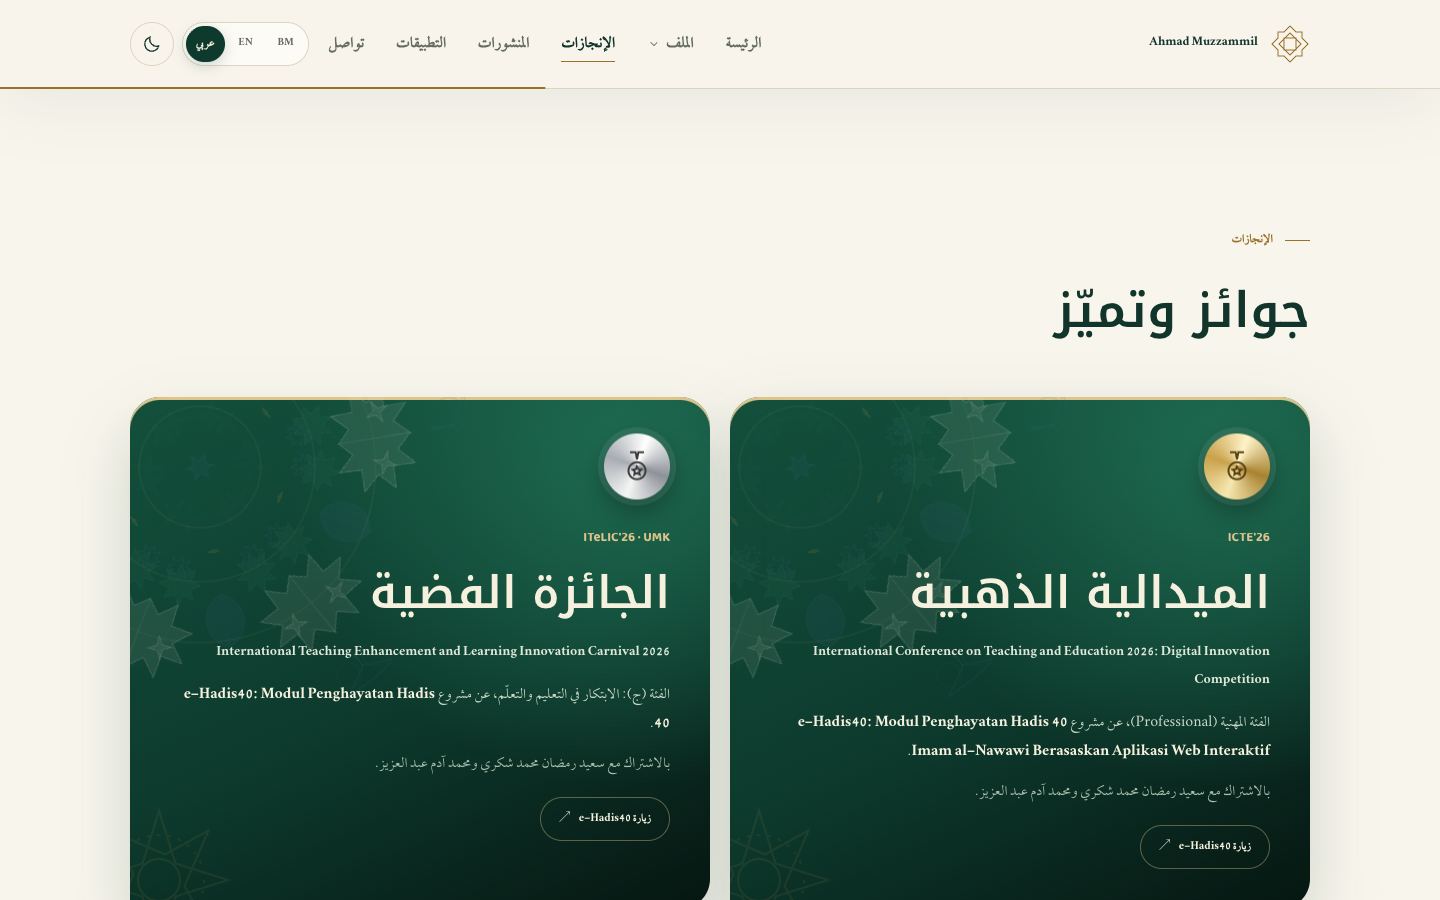 Ahmad Muzzammil
الرئيسة
الملف
الإنجازات
المنشورات
التطبيقات
تواصل
BM
EN
عربي
الإنجازات
جوائز وتميّز
ICTE'26
الميدالية الذهبية
International Conference on Teaching and Education 2026: Digital Innovation
Competition
الفئة المهنية (Professional)، عن مشروع e-Hadis40: Modul Penghayatan Hadis 40
Imam al-Nawawi Berasaskan Aplikasi Web Interaktif.
بالاشتراك مع سعيد رمضان محمد شكري ومحمد آدم عبد العزيز.
زيارة e-Hadis40
ITeLIC'26 · UMK
الجائزة الفضية
International Teaching Enhancement and Learning Innovation Carnival 2026
الفئة (ج): الابتكار في التعليم والتعلّم، عن مشروع e-Hadis40: Modul Penghayatan Hadis
40.
بالاشتراك مع سعيد رمضان محمد شكري ومحمد آدم عبد العزيز.
زيارة e-Hadis40